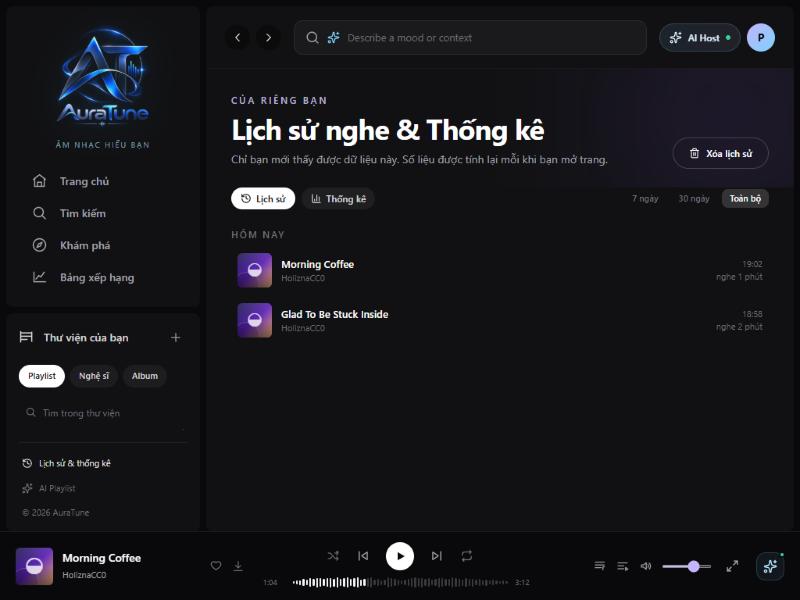 AuraTune
ÂM NHẠC HIỂU BẠN
Trang chủ
Tìm kiếm
Khám phá
Bảng xếp hạng
Thư viện của bạn
Playlist
Nghệ sĩ
Album
Tìm trong thư viện
Lịch sử & thống kê
AI Playlist
© 2026 AuraTune
Describe a mood or context
AI Host
P
CỦA RIÊNG BẠN
Lịch sử nghe & Thống kê
Chỉ bạn mới thấy được dữ liệu này. Số liệu được tính lại mỗi khi bạn mở trang.
Xóa lịch sử
Lịch sử
Thống kê
7 ngày
30 ngày
Toàn bộ
HÔM NAY
Morning Coffee
HoliznaCC0
19:02
nghe 1 phút
Glad To Be Stuck Inside
HoliznaCC0
18:58
nghe 2 phút
Morning Coffee
HoliznaCC0
1:04
3:12